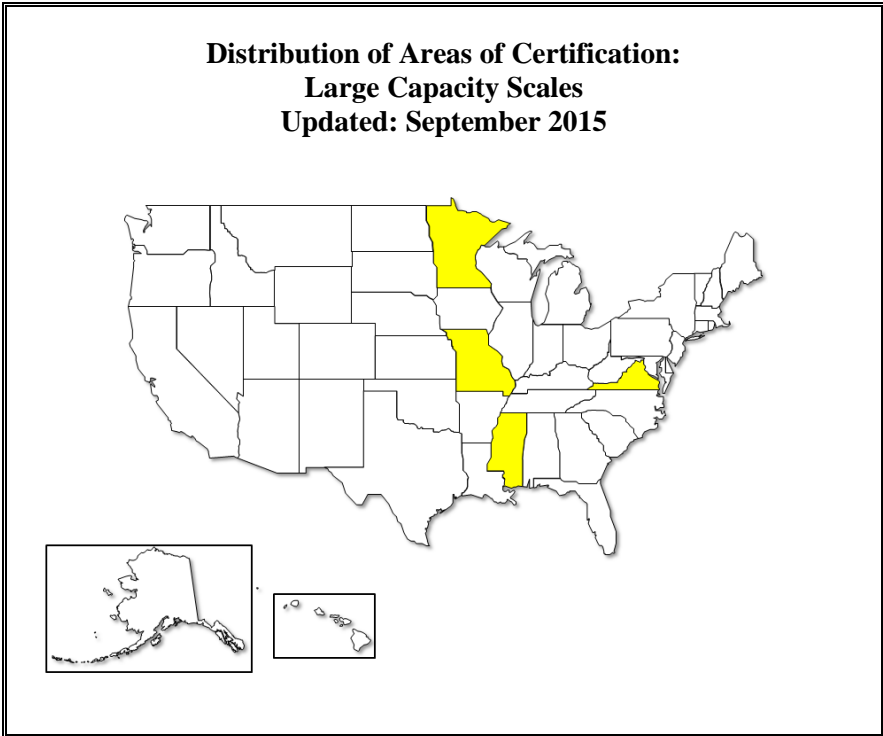 Distribution of Areas of Certification:
Large Capacity Scales
Updated: September 2015